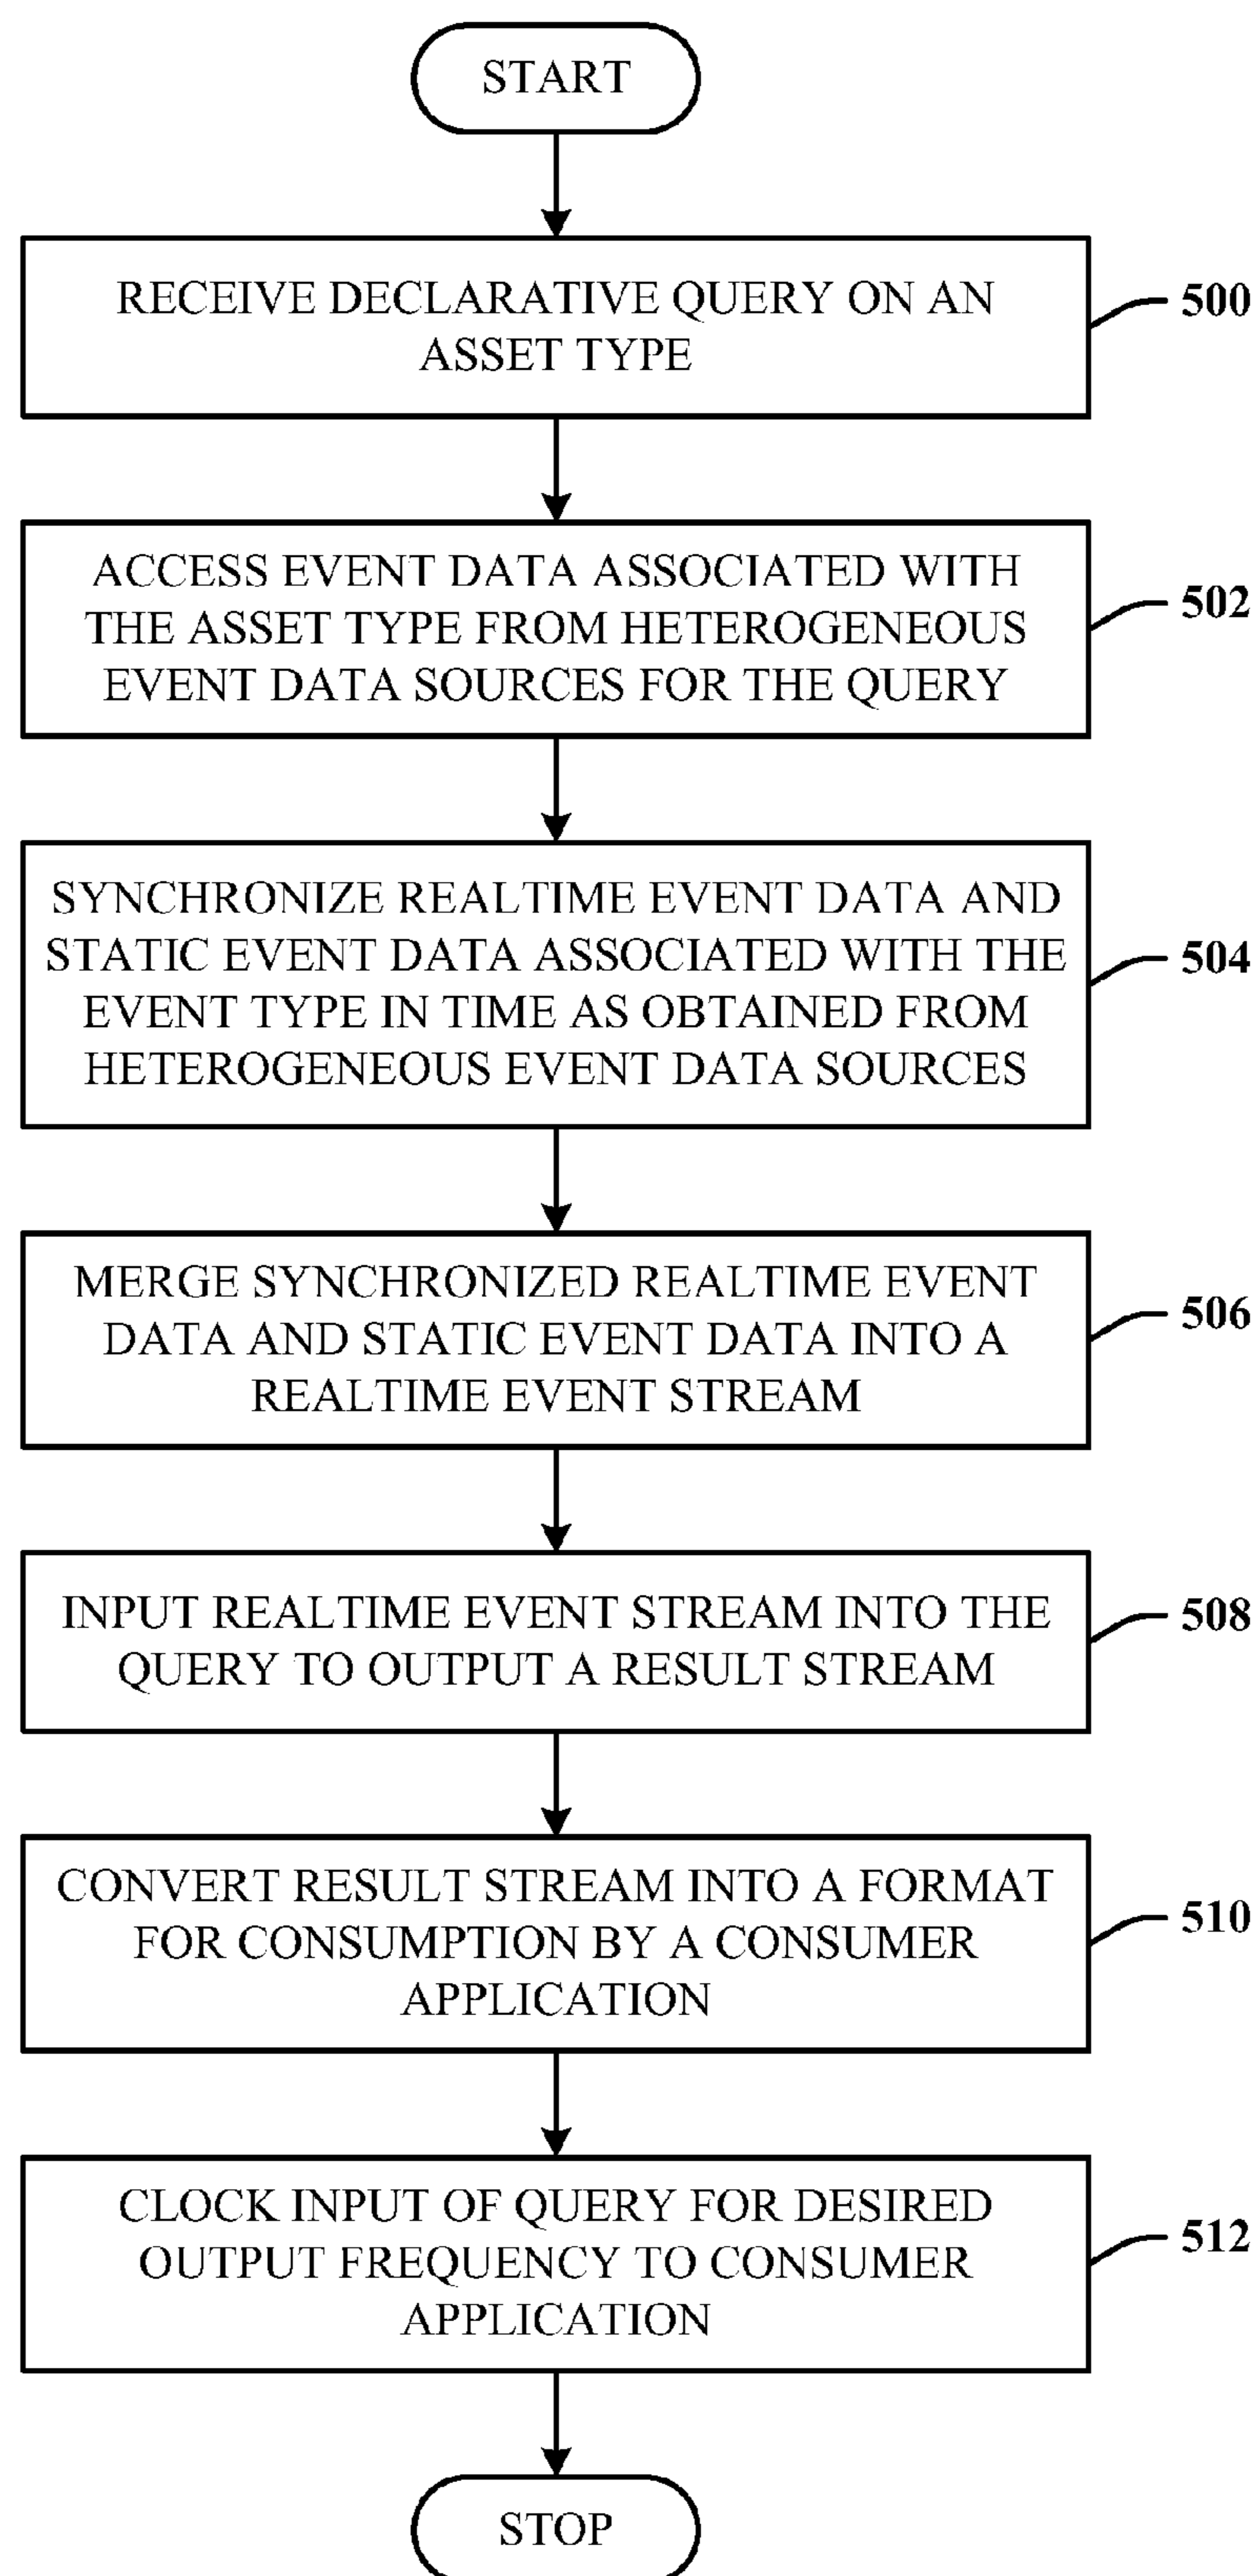 START
RECEIVE DECLARATIVE QUERY ON AN
ASSET TYPE
500
ACCESS EVENT DATA ASSOCIATED WITH
THE ASSET TYPE FROM HETEROGENEOUS
EVENT DATA SOURCES FOR THE QUERY
502
SYNCHRONIZE REALTIME EVENT DATA AND
STATIC EVENT DATA ASSOCIATED WITH THE
EVENT TYPE IN TIME AS OBTAINED FROM
HETEROGENEOUS EVENT DATA SOURCES
504
MERGE SYNCHRONIZED REALTIME EVENT
DATA AND STATIC EVENT DATA INTO A
REALTIME EVENT STREAM
506
INPUT REALTIME EVENT STREAM INTO THE
QUERY TO OUTPUT A RESULT STREAM
508
CONVERT RESULT STREAM INTO A FORMAT
FOR CONSUMPTION BY A CONSUMER
APPLICATION
510
CLOCK INPUT OF QUERY FOR DESIRED
OUTPUT FREQUENCY TO CONSUMER
APPLICATION
512
STOP